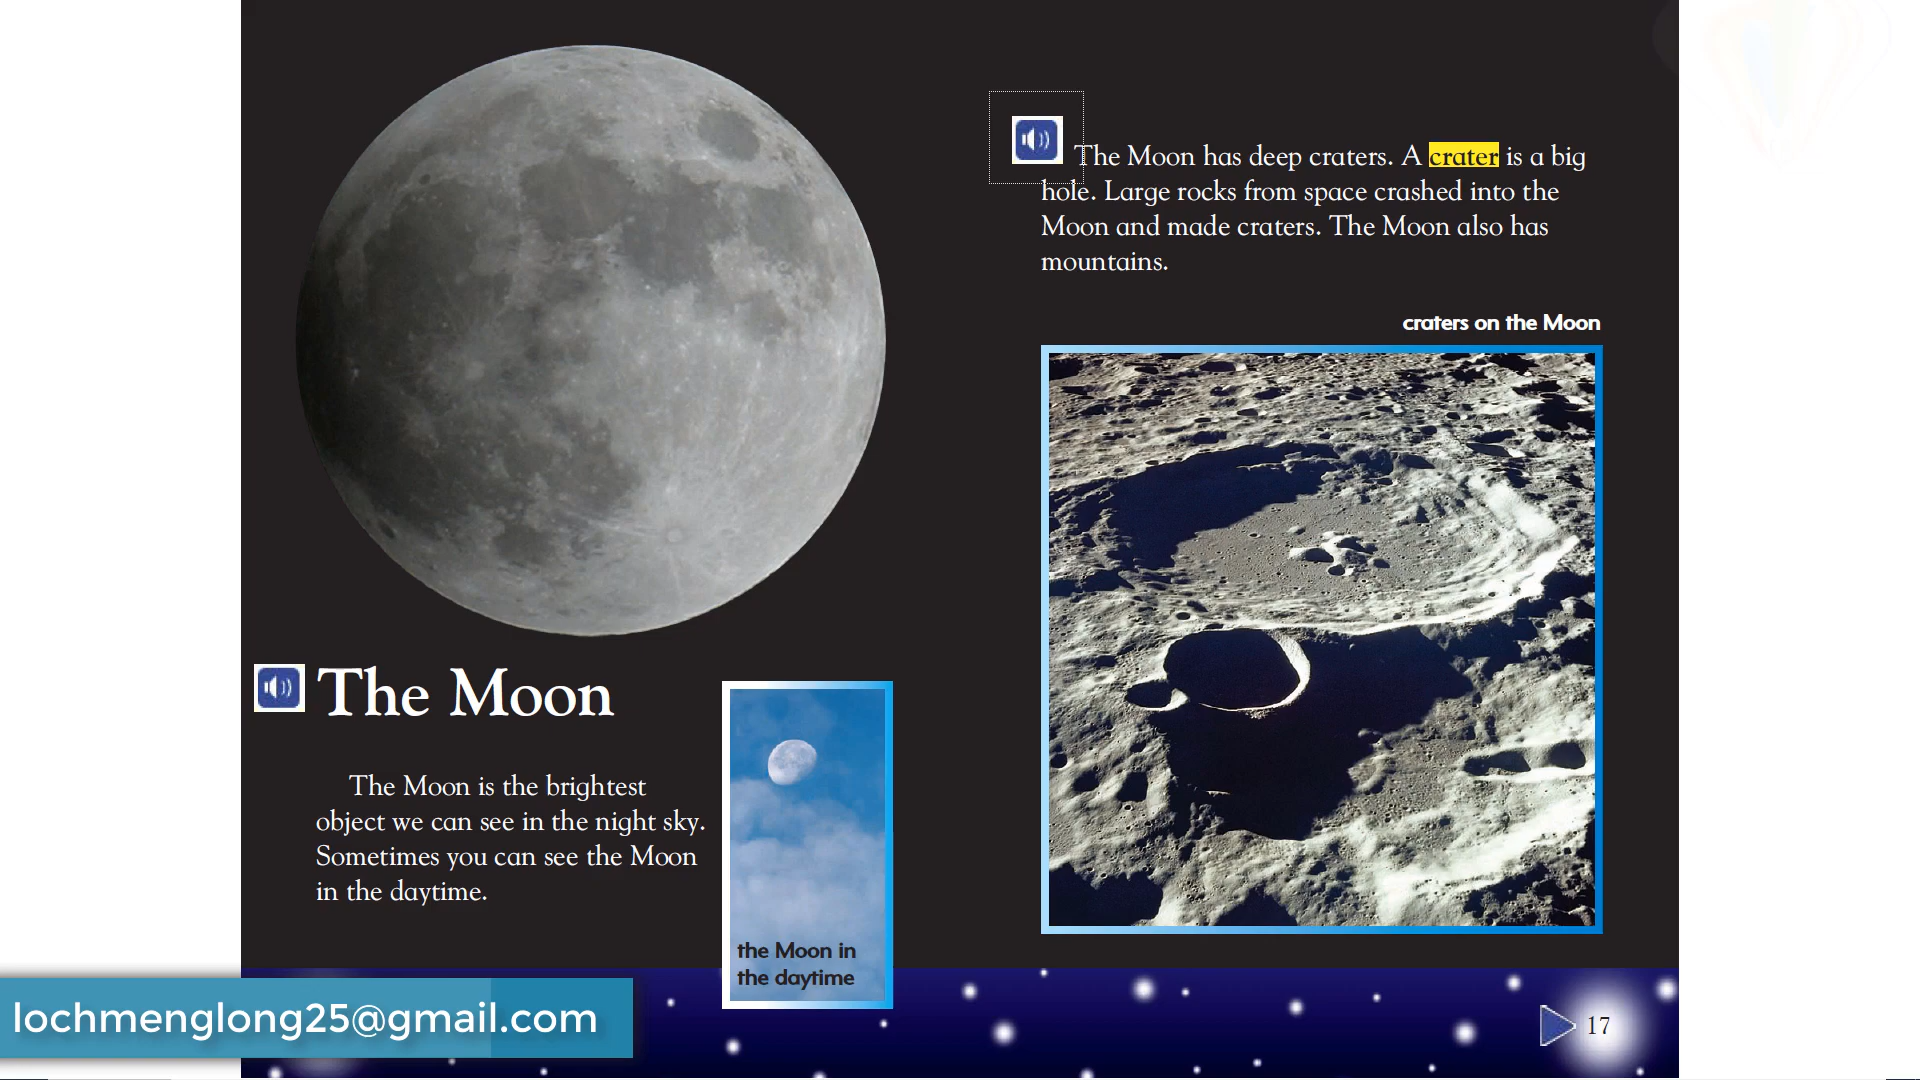 The Moon
The Moon is the brightest
object we can see in the night sky.
Sometimes you can see the Moon
in the daytime.
the Moon in
the daytime
The Moon has deep craters. A crater is a big
hole. Large rocks from space crashed into the
Moon and made craters. The Moon also has
mountains.
craters on the Moon
17
lochmenglong25@gmail.com